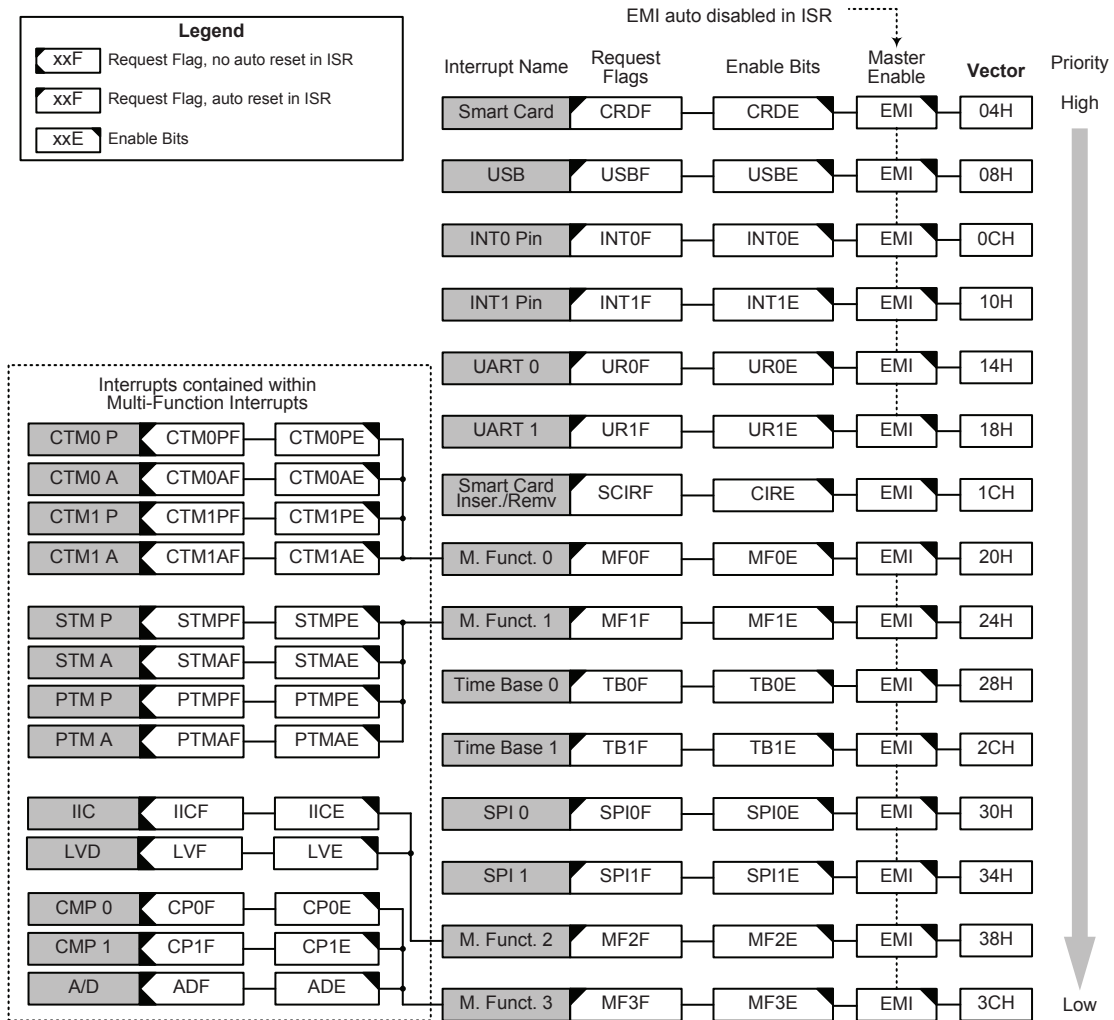 EMI auto disabled in ISR
Legend
xxF Request Flag, no auto reset in ISR
xxF Request Flag, auto reset in ISR
xxE Enable Bits
Interrupt Name Request Flags Enable Bits Master Enable Vector Priority
High
Smart Card CRDF CRDE EMI 04H
USB USBF USBE EMI 08H
INT0 Pin INT0F INT0E EMI 0CH
INT1 Pin INT1F INT1E EMI 10H
UART 0 UR0F UR0E EMI 14H
UART 1 UR1F UR1E EMI 18H
Smart Card Inser./Remv SCIRF CIRE EMI 1CH
M. Funct. 0 MF0F MF0E EMI 20H
M. Funct. 1 MF1F MF1E EMI 24H
Time Base 0 TB0F TB0E EMI 28H
Time Base 1 TB1F TB1E EMI 2CH
SPI 0 SPI0F SPI0E EMI 30H
SPI 1 SPI1F SPI1E EMI 34H
M. Funct. 2 MF2F MF2E EMI 38H
M. Funct. 3 MF3F MF3E EMI 3CH
Low
Interrupts contained within
Multi-Function Interrupts
CTM0 P CTM0PF CTM0PE
CTM0 A CTM0AF CTM0AE
CTM1 P CTM1PF CTM1PE
CTM1 A CTM1AF CTM1AE
STM P STMPF STMPE
STM A STMAF STMAE
PTM P PTMPF PTMPE
PTM A PTMAF PTMAE
IIC IICF IICE
LVD LVF LVE
CMP 0 CP0F CP0E
CMP 1 CP1F CP1E
A/D ADF ADE